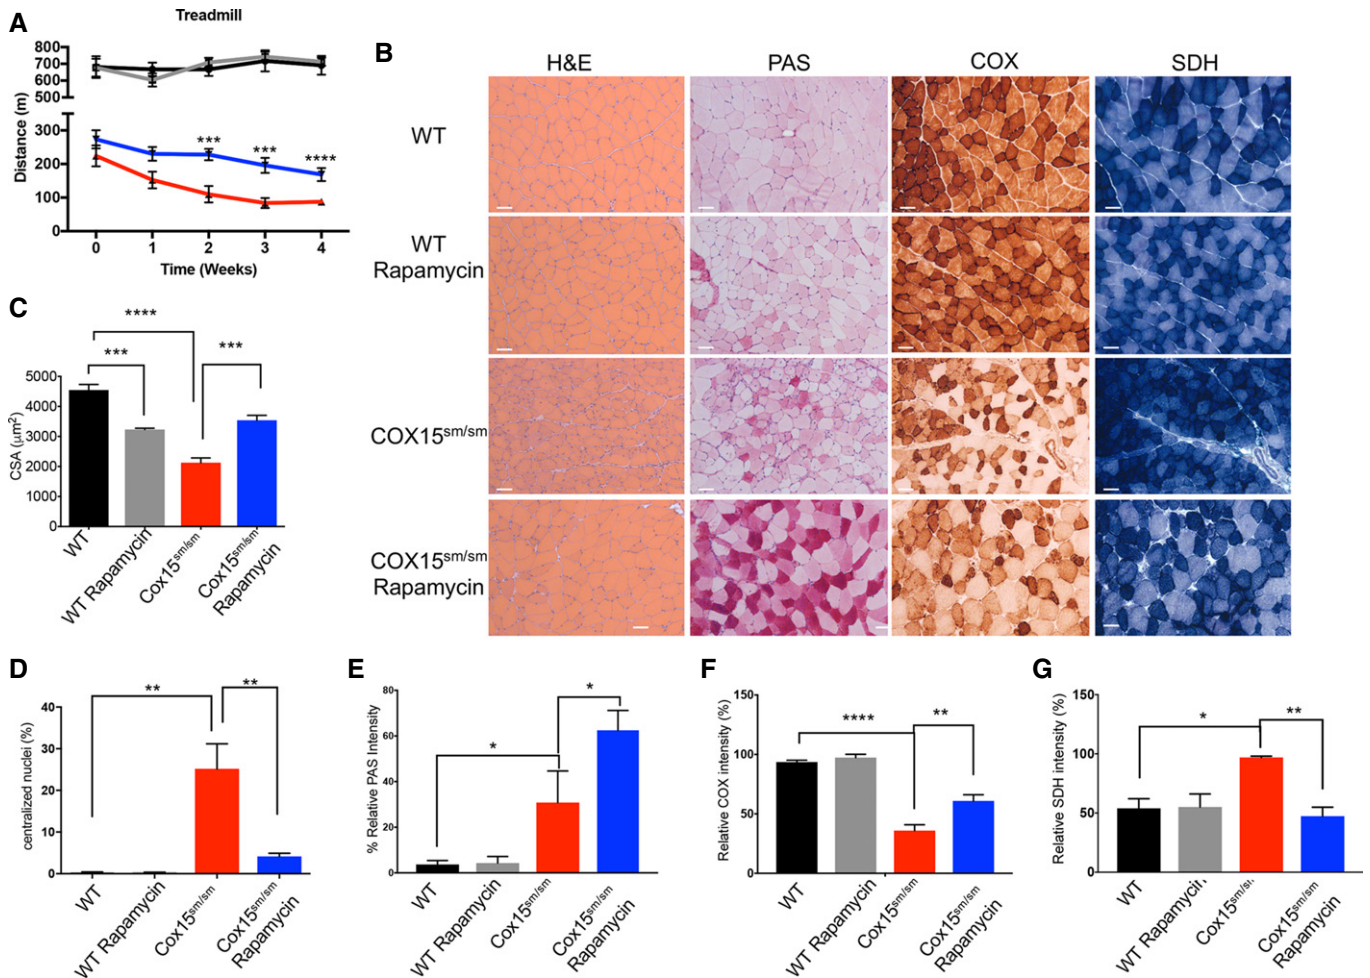 A
Treadmill
800
700
600
500
300
200
100
0
Distance (m)
***
***
****
0 1 2 3 4
Time (Weeks)
B
H&E PAS COX SDH
WT
WT
Rapamycin
COX15sm/sm
COX15sm/sm
Rapamycin
C
****
***
***
5000
4000
3000
2000
1000
0
CSA (μm2)
WT
WT Rapamycin
Cox15sm/sm
Cox15sm/sm
Rapamycin
D
**
**
40
30
20
10
0
centralized nuclei (%)
WT
WT Rapamycin
Cox15sm/sm
Cox15sm/sm
Rapamycin
E
*
*
80
60
40
20
0
% Relative PAS Intensity
WT
WT Rapamycin
Cox15sm/sm
Cox15sm/sm
Rapamycin
F
****
**
150
100
50
0
Relative COX intensity (%)
WT
WT Rapamycin
Cox15sm/sm
Cox15sm/sm
Rapamycin
G
*
**
150
100
50
0
Relative SDH intensity (%)
WT
WT Rapamycin
Cox15sm/sm
Cox15sm/sm
Rapamycin